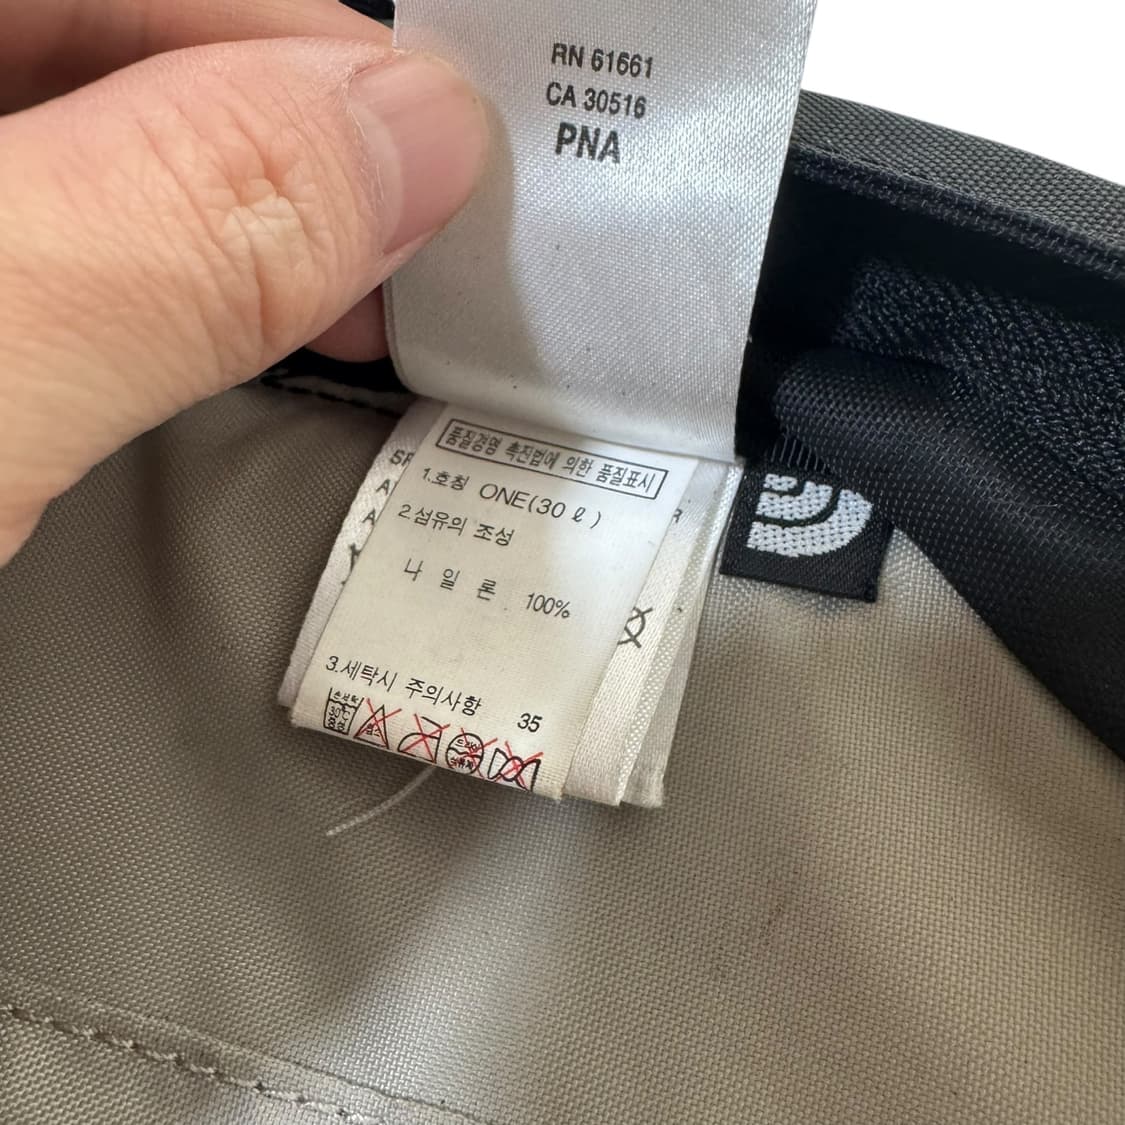 RN 61661
CA 30516
PNA
품질경영 촉진법에 의한 품질표시
1.호칭 ONE(30ℓ)
2.섬유의 조성
나 일 론 100%
3.세탁시 주의사항 35